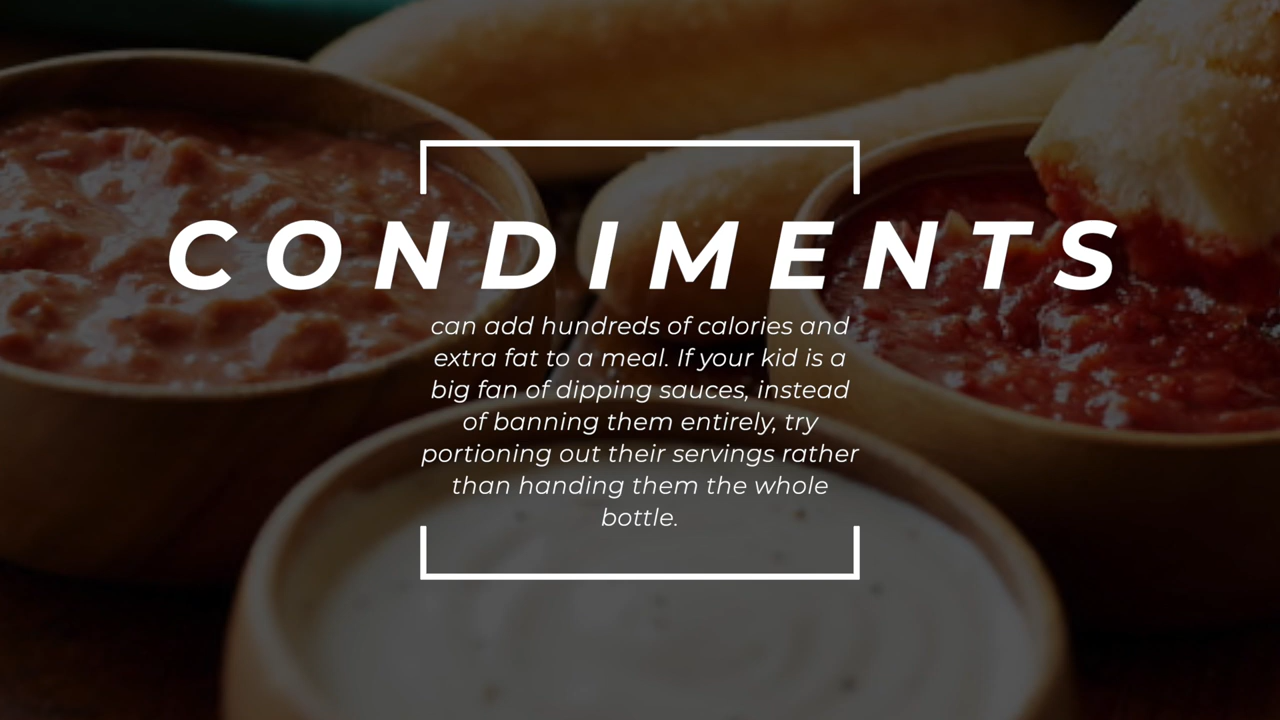 CONDIMENTS
can add hundreds of calories and
extra fat to a meal. If your kid is a
big fan of dipping sauces, instead
of banning them entirely, try
portioning out their servings rather
than handing them the whole
bottle.